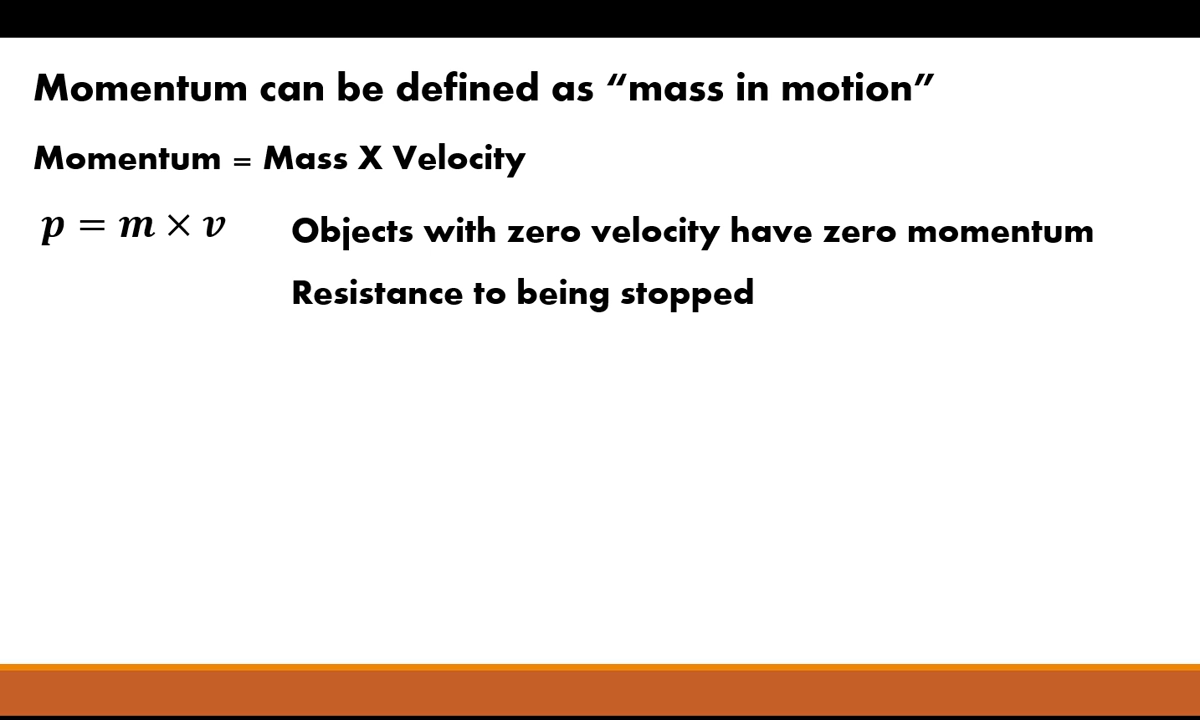 Momentum can be defined as “mass in motion”
Momentum = Mass X Velocity
p = m × v
Objects with zero velocity have zero momentum
Resistance to being stopped